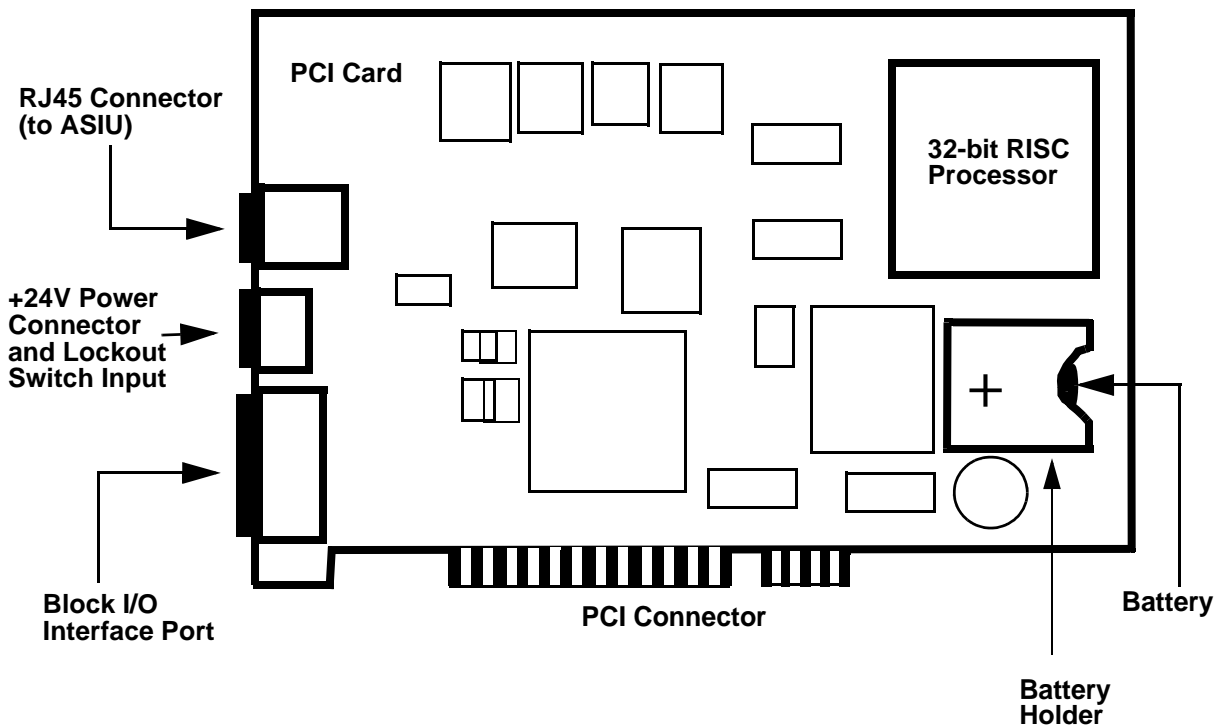 PCI Card
RJ45 Connector
(to ASIU)
32-bit RISC
Processor
+24V Power
Connector
and Lockout
Switch Input
+
Block I/O
Interface Port
PCI Connector
Battery
Battery
Holder